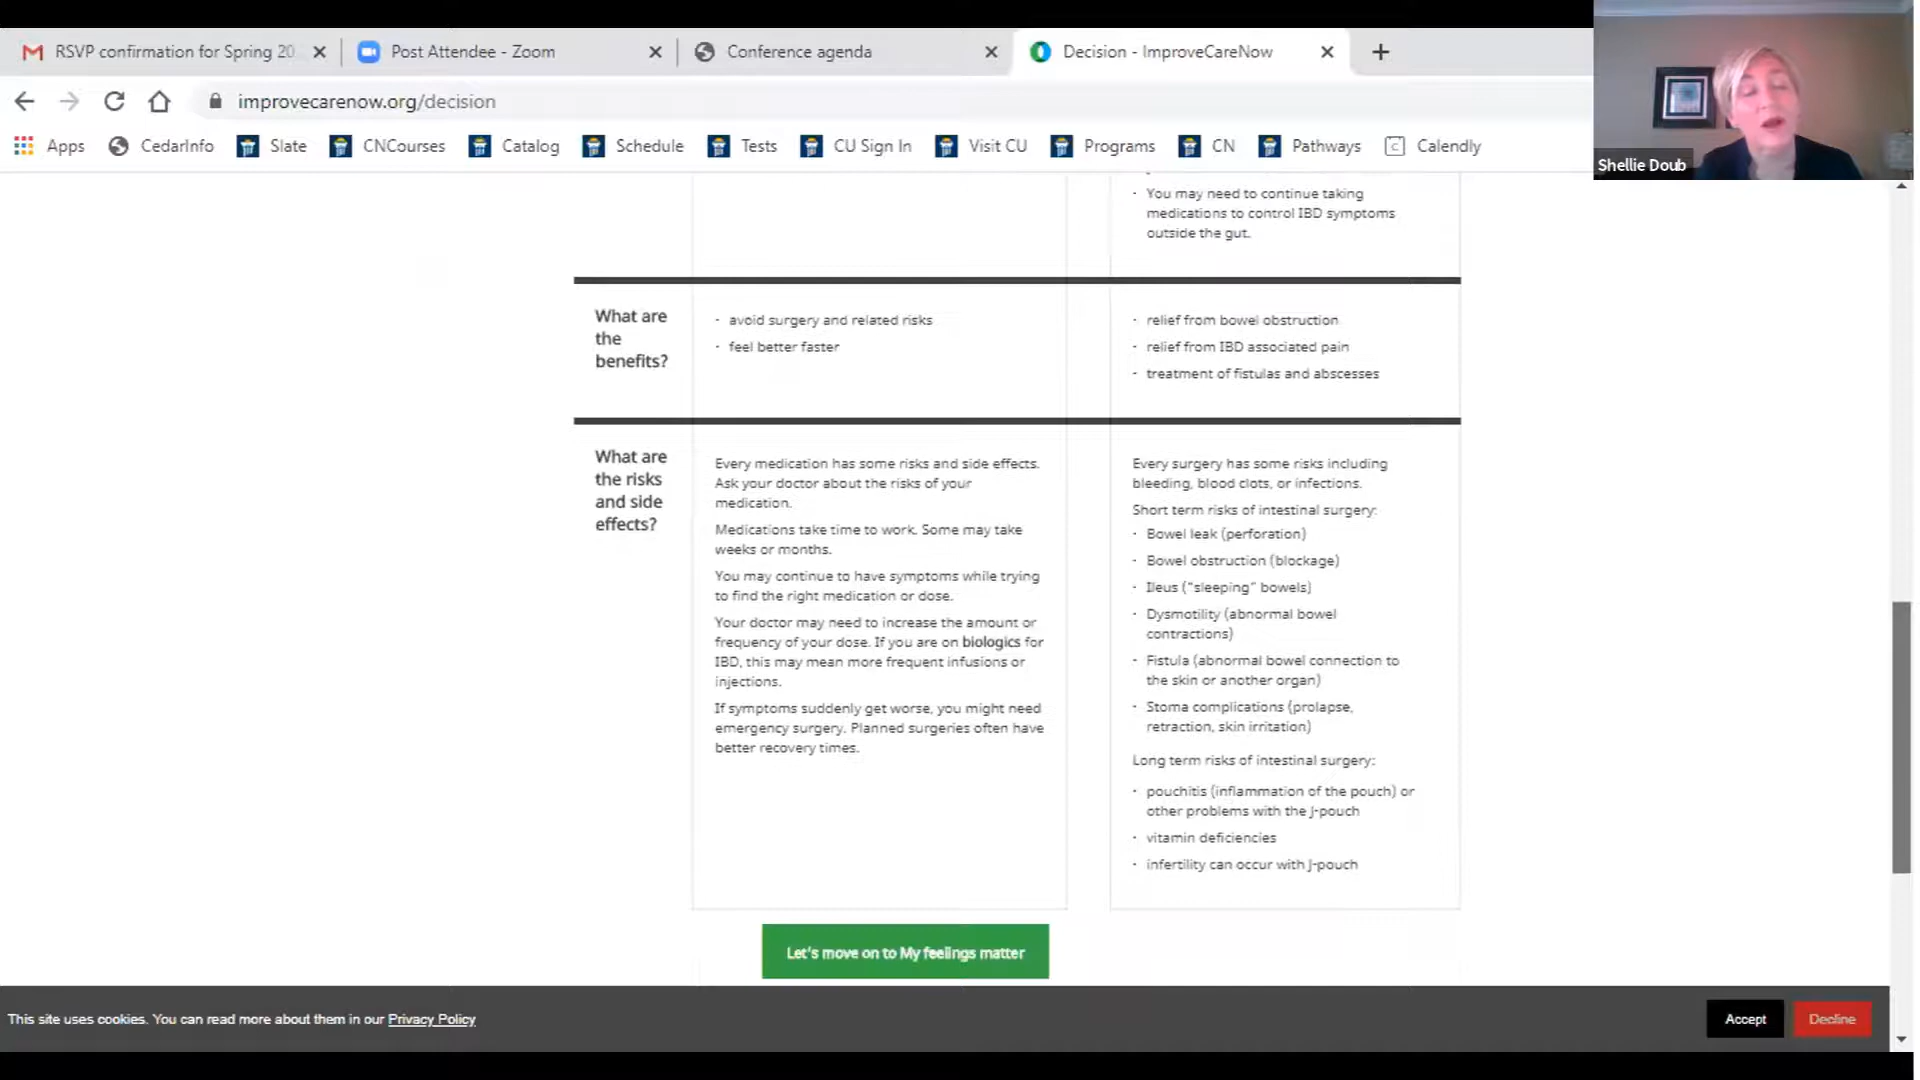 RSVP confirmation for Spring 20
Post Attendee - Zoom
Conference agenda
Decision - ImproveCareNow
improvecarenow.org/decision
Apps
CedarInfo
Slate
CNCourses
Catalog
Schedule
Tests
CU Sign In
Visit CU
Programs
CN
Pathways
C
Calendly
Shellie Doub
· You may need to continue taking
medications to control IBD symptoms
outside the gut.
What are
the
benefits?
· avoid surgery and related risks
· feel better faster
· relief from bowel obstruction
· relief from IBD associated pain
· treatment of fistulas and abscesses
What are
the risks
and side
effects?
Every medication has some risks and side effects.
Ask your doctor about the risks of your
medication.
Medications take time to work. Some may take
weeks or months.
You may continue to have symptoms while trying
to find the right medication or dose.
Your doctor may need to increase the amount or
frequency of your dose. If you are on biologics for
IBD, this may mean more frequent infusions or
injections.
If symptoms suddenly get worse, you might need
emergency surgery. Planned surgeries often have
better recovery times.
Every surgery has some risks including
bleeding, blood clots, or infections.
Short term risks of intestinal surgery:
· Bowel leak (perforation)
· Bowel obstruction (blockage)
· Ileus ("sleeping" bowels)
· Dysmotility (abnormal bowel
contractions)
· Fistula (abnormal bowel connection to
the skin or another organ)
· Stoma complications (prolapse,
retraction, skin irritation)
Long term risks of intestinal surgery:
· pouchitis (inflammation of the pouch) or
other problems with the J-pouch
· vitamin deficiencies
· infertility can occur with J-pouch
Let's move on to My feelings matter
This site uses cookies. You can read more about them in our Privacy Policy
Accept
Decline